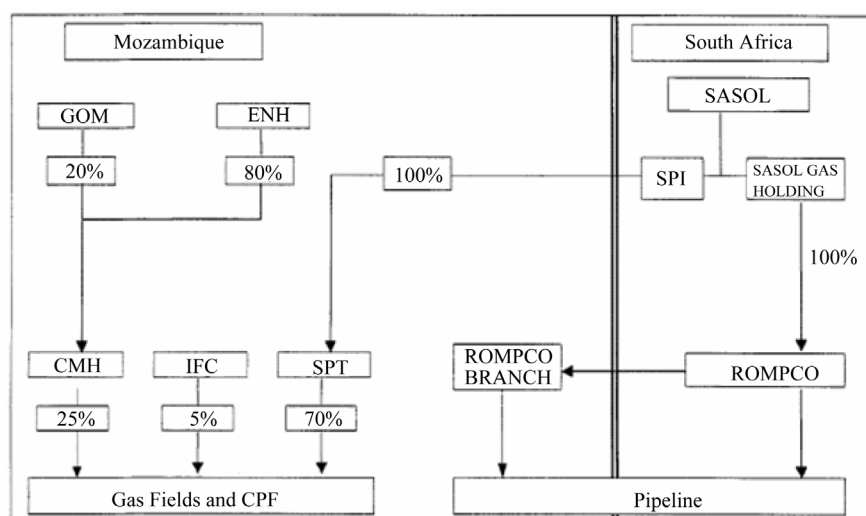 Mozambique
South Africa
SASOL
GOM
ENH
20%
80%
100%
SPI
SASOL GAS
HOLDING
100%
CMH
IFC
SPT
ROMPCO
BRANCH
ROMPCO
25%
5%
70%
Gas Fields and CPF
Pipeline